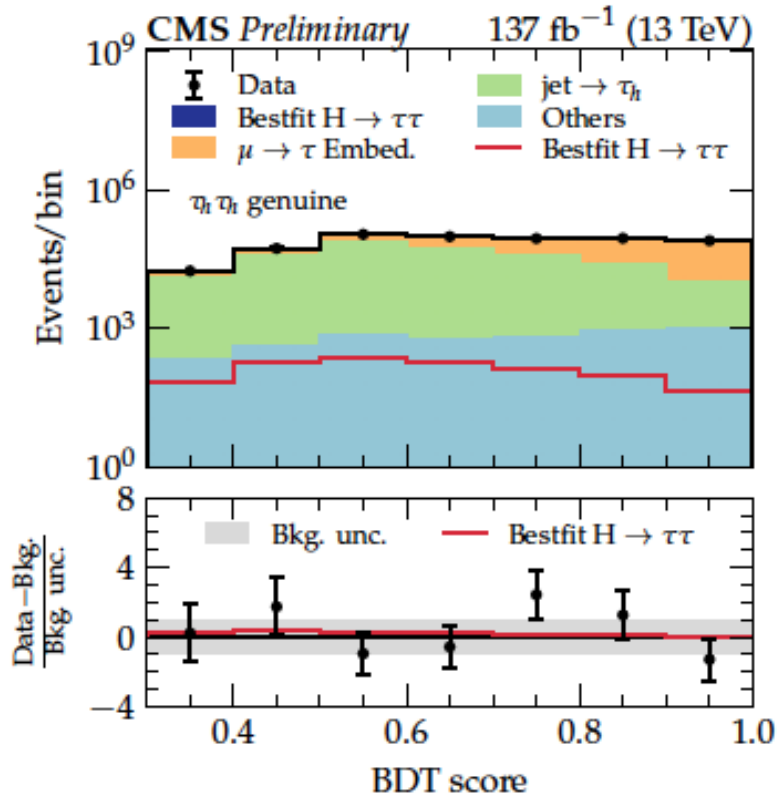 CMS Preliminary 137 fb⁻¹ (13 TeV)
10⁹
Data
jet → τₕ
Bestfit H → ττ
Others
μ → τ Embed.
Bestfit H → ττ
10⁶
τₕτₕ genuine
Events/bin
10³
10⁰
8
Bkg. unc.
Bestfit H → ττ
4
Data−Bkg.
Bkg. unc.
0
−4
0.4 0.6 0.8 1.0
BDT score